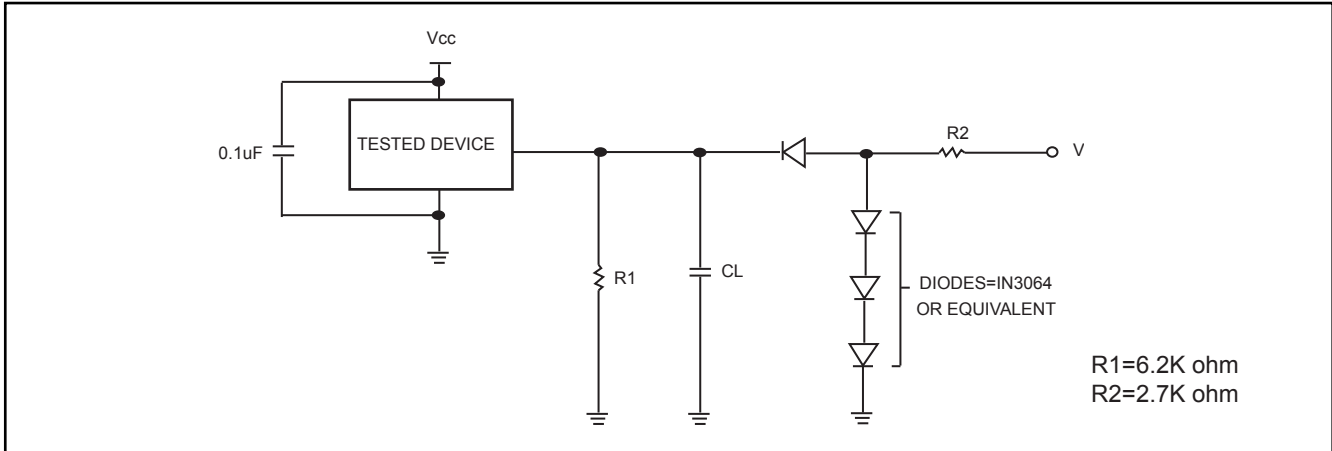 Vcc
0.1uF
TESTED DEVICE
R2
V
R1
CL
DIODES=IN3064
OR EQUIVALENT
R1=6.2K ohm
R2=2.7K ohm